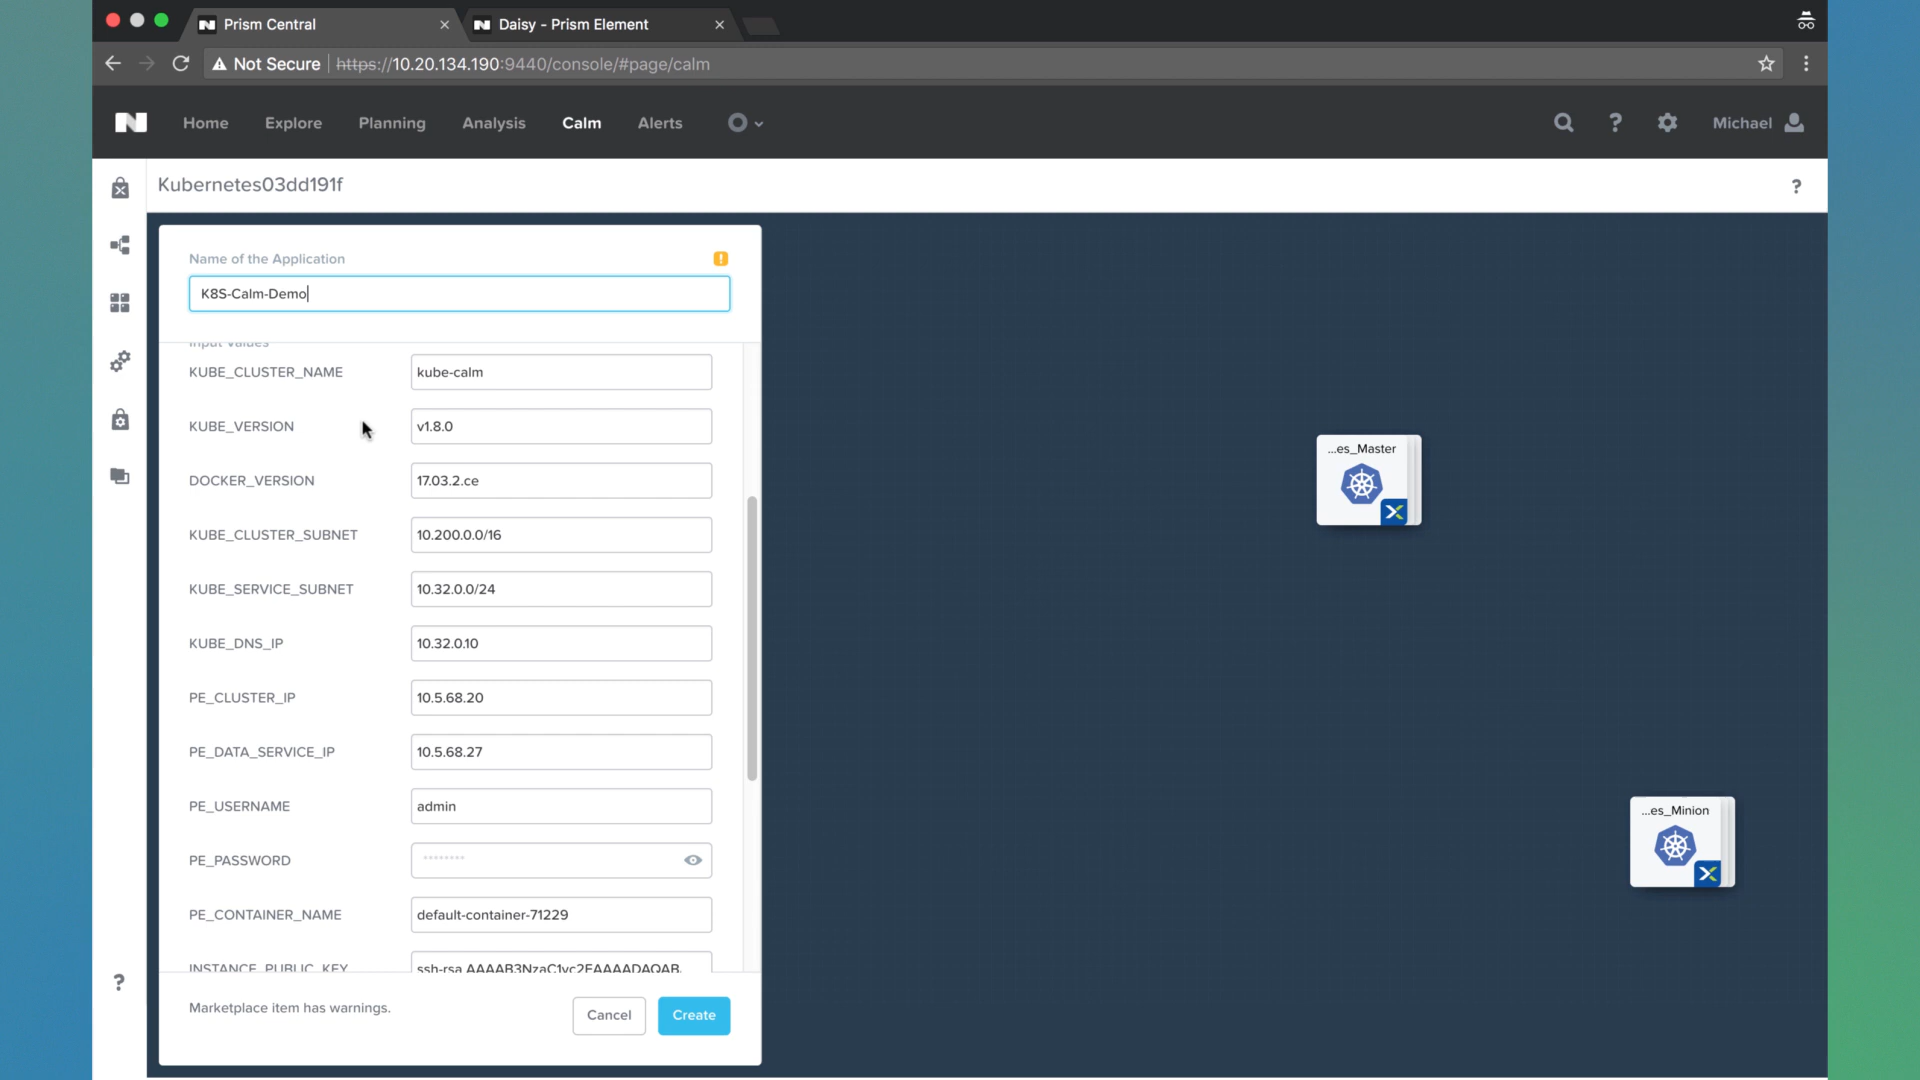 Prism Central
Daisy - Prism Element
Not Secure
https://10.20.134.190:9440/console/#page/calm
Home
Explore
Planning
Analysis
Calm
Alerts
?
Michael
Kubernetes03dd191f
?
Name of the Application
!
K8S-Calm-Demo
Input Values
KUBE_CLUSTER_NAME
kube-calm
KUBE_VERSION
v1.8.0
DOCKER_VERSION
17.03.2.ce
KUBE_CLUSTER_SUBNET
10.200.0.0/16
KUBE_SERVICE_SUBNET
10.32.0.0/24
KUBE_DNS_IP
10.32.0.10
PE_CLUSTER_IP
10.5.68.20
PE_DATA_SERVICE_IP
10.5.68.27
PE_USERNAME
admin
PE_PASSWORD
********
PE_CONTAINER_NAME
default-container-71229
INSTANCE_PUBLIC_KEY
ssh-rsa AAAAB3NzaC1yc2EAAAADAQAB.
Marketplace item has warnings.
Cancel
Create
...es_Master
...es_Minion
?